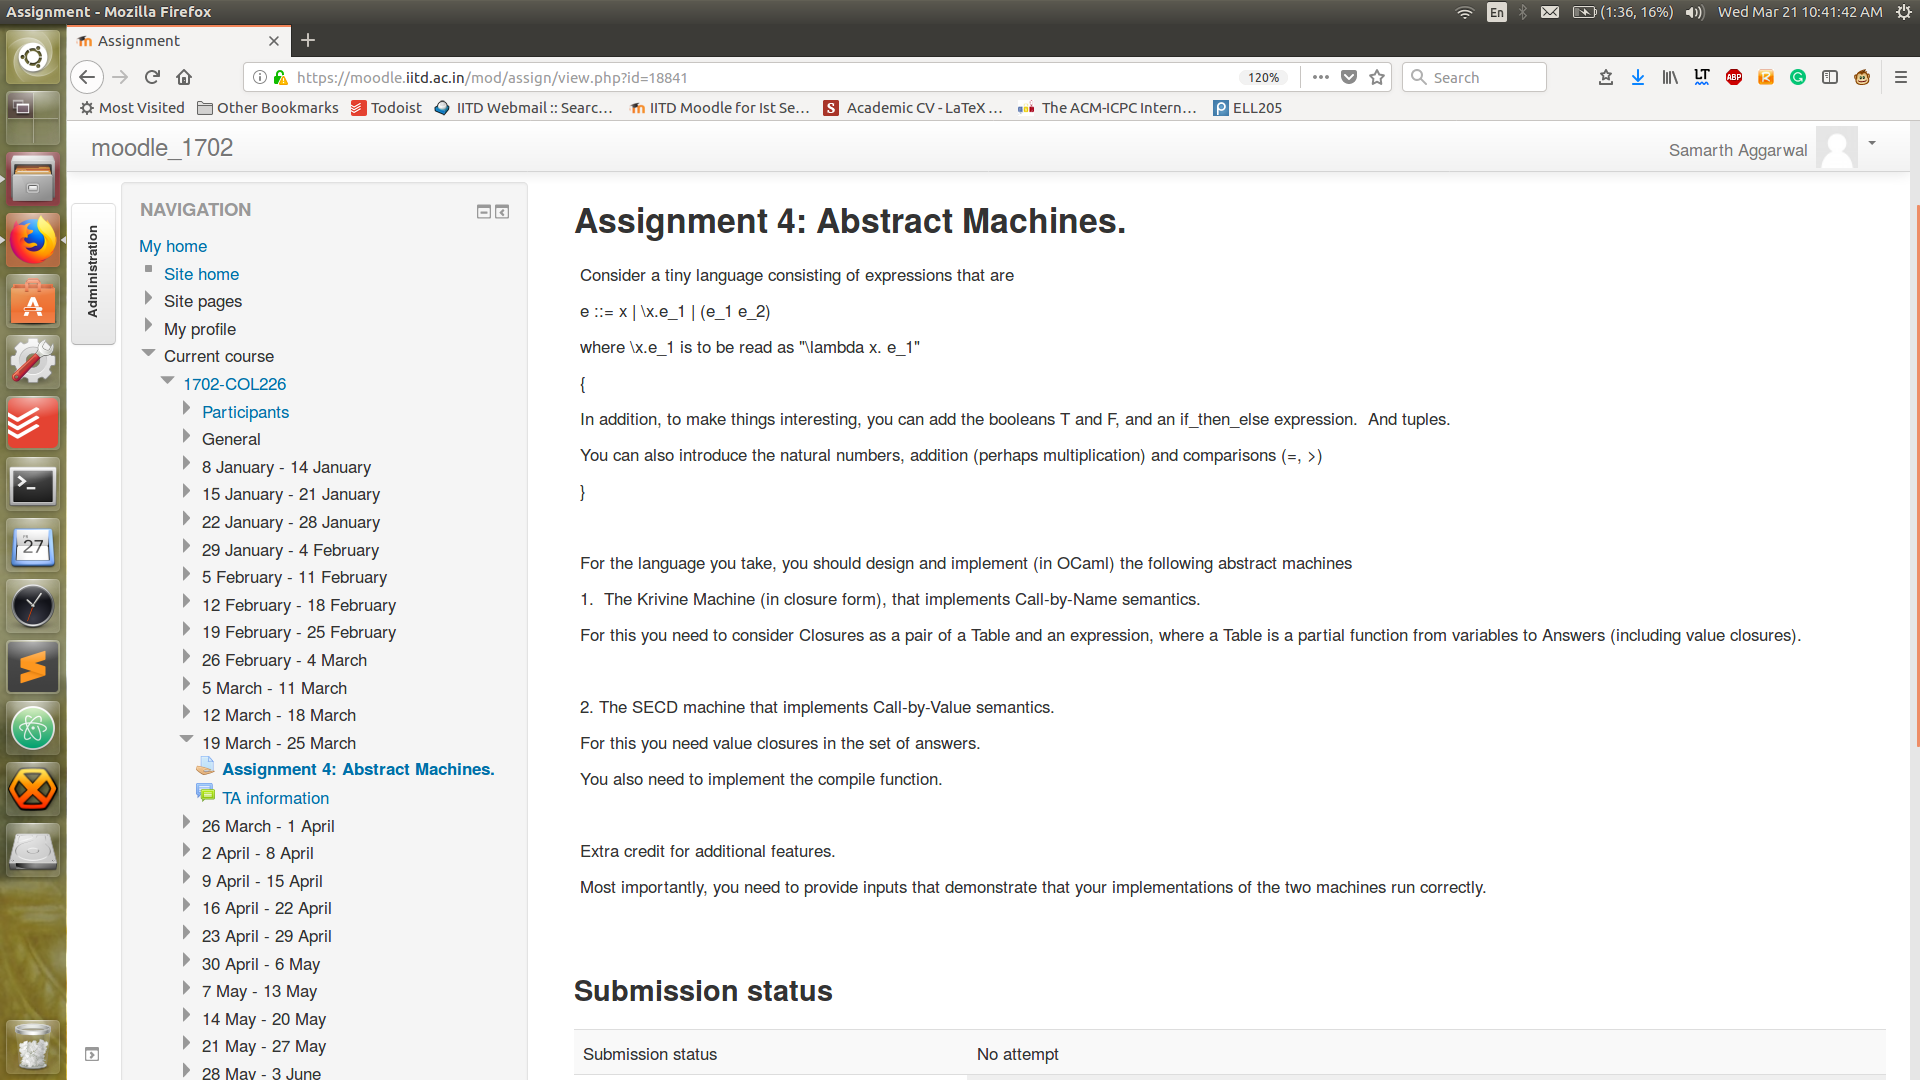 Assignment - Mozilla Firefox
En
(1:36, 16%)
Wed Mar 21 10:41:42 AM
Assignment
https://moodle.iitd.ac.in/mod/assign/view.php?id=18841
120%
Search
Most Visited
Other Bookmarks
Todoist
IITD Webmail :: Searc...
IITD Moodle for Ist Se...
Academic CV - LaTeX ...
The ACM-ICPC Intern...
ELL205
moodle_1702
Samarth Aggarwal
Administration
NAVIGATION
My home
Site home
Site pages
My profile
Current course
1702-COL226
Participants
General
8 January - 14 January
15 January - 21 January
22 January - 28 January
29 January - 4 February
5 February - 11 February
12 February - 18 February
19 February - 25 February
26 February - 4 March
5 March - 11 March
12 March - 18 March
19 March - 25 March
Assignment 4: Abstract Machines.
TA information
26 March - 1 April
2 April - 8 April
9 April - 15 April
16 April - 22 April
23 April - 29 April
30 April - 6 May
7 May - 13 May
14 May - 20 May
21 May - 27 May
28 May - 3 June
Assignment 4: Abstract Machines.
Consider a tiny language consisting of expressions that are
e ::= x | \x.e_1 | (e_1 e_2)
where \x.e_1 is to be read as "\lambda x. e_1"
{
In addition, to make things interesting, you can add the booleans T and F, and an if_then_else expression.  And tuples.
You can also introduce the natural numbers, addition (perhaps multiplication) and comparisons (=, >)
}
For the language you take, you should design and implement (in OCaml) the following abstract machines
1.  The Krivine Machine (in closure form), that implements Call-by-Name semantics.
For this you need to consider Closures as a pair of a Table and an expression, where a Table is a partial function from variables to Answers (including value closures).
2. The SECD machine that implements Call-by-Value semantics.
For this you need value closures in the set of answers.
You also need to implement the compile function.
Extra credit for additional features.
Most importantly, you need to provide inputs that demonstrate that your implementations of the two machines run correctly.
Submission status
Submission status
No attempt
27
LT
ABP